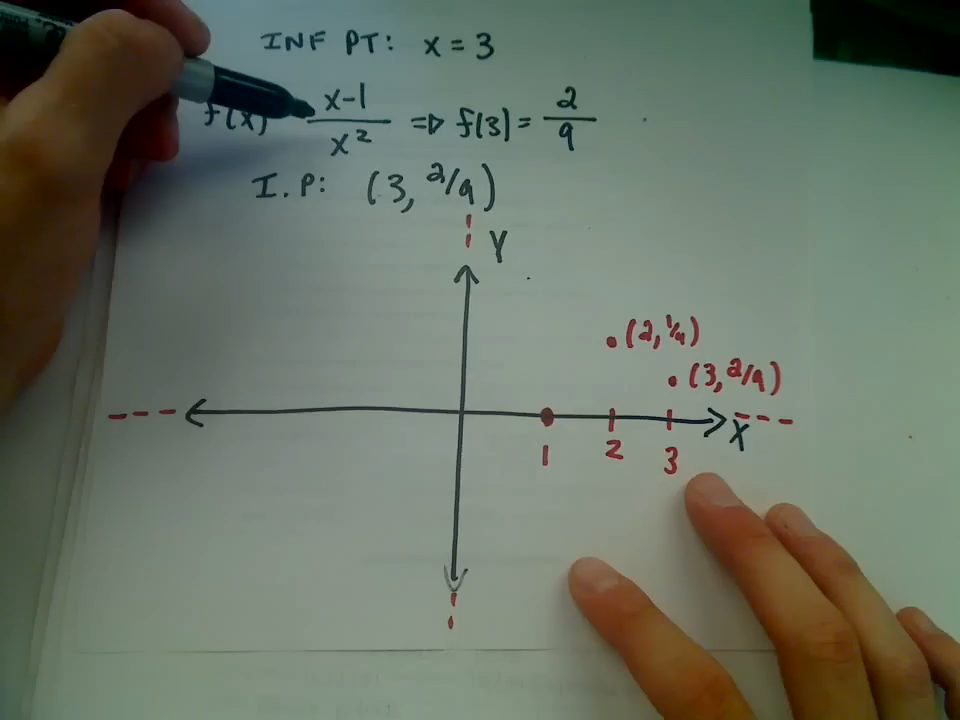 INF PT: x = 3
f(x) x-1/x² => f(3) = 2/9
I.P: (3, 2/9)
Y
(2, 1/4)
(3, 2/9)
X
1 2 3